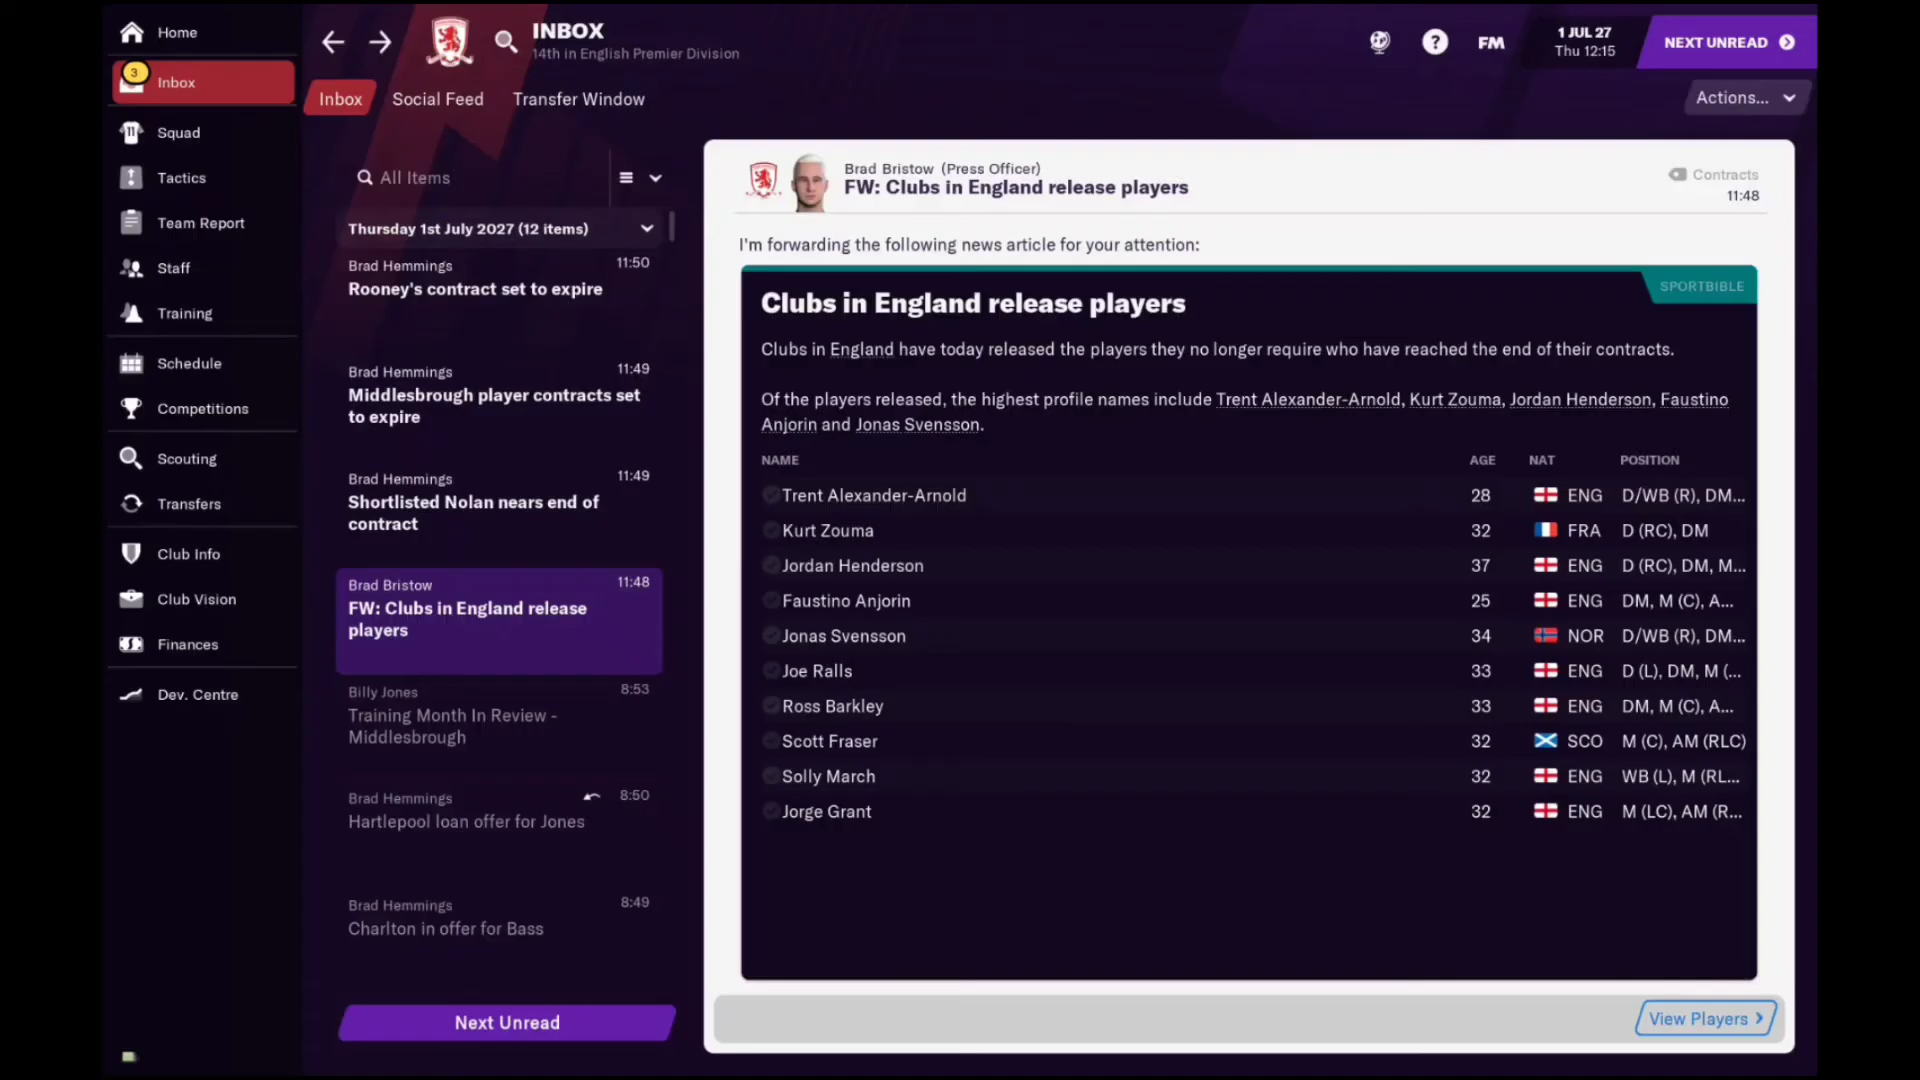 Home
3
Inbox
Squad
Tactics
Team Report
Staff
Training
Schedule
Competitions
Scouting
Transfers
Club Info
Club Vision
Finances
Dev. Centre
INBOX
14th in English Premier Division
?
FM
1 JUL 27
Thu 12:15
NEXT UNREAD
Inbox
Social Feed
Transfer Window
Actions...
All Items
Thursday 1st July 2027 (12 items)
Brad Hemmings 11:50
Rooney's contract set to expire
Brad Hemmings 11:49
Middlesbrough player contracts set
to expire
Brad Hemmings 11:49
Shortlisted Nolan nears end of
contract
Brad Bristow 11:48
FW: Clubs in England release
players
Billy Jones 8:53
Training Month In Review -
Middlesbrough
Brad Hemmings 8:50
Hartlepool loan offer for Jones
Brad Hemmings 8:49
Charlton in offer for Bass
Next Unread
Brad Bristow (Press Officer)
FW: Clubs in England release players
Contracts
11:48
I'm forwarding the following news article for your attention:
SPORTBIBLE
Clubs in England release players
Clubs in England have today released the players they no longer require who have reached the end of their contracts.
Of the players released, the highest profile names include Trent Alexander-Arnold, Kurt Zouma, Jordan Henderson, Faustino
Anjorin and Jonas Svensson.
NAME AGE NAT POSITION
Trent Alexander-Arnold 28 ENG D/WB (R), DM...
Kurt Zouma 32 FRA D (RC), DM
Jordan Henderson 37 ENG D (RC), DM, M...
Faustino Anjorin 25 ENG DM, M (C), A...
Jonas Svensson 34 NOR D/WB (R), DM...
Joe Ralls 33 ENG D (L), DM, M (...
Ross Barkley 33 ENG DM, M (C), A...
Scott Fraser 32 SCO M (C), AM (RLC)
Solly March 32 ENG WB (L), M (RL...
Jorge Grant 32 ENG M (LC), AM (R...
View Players